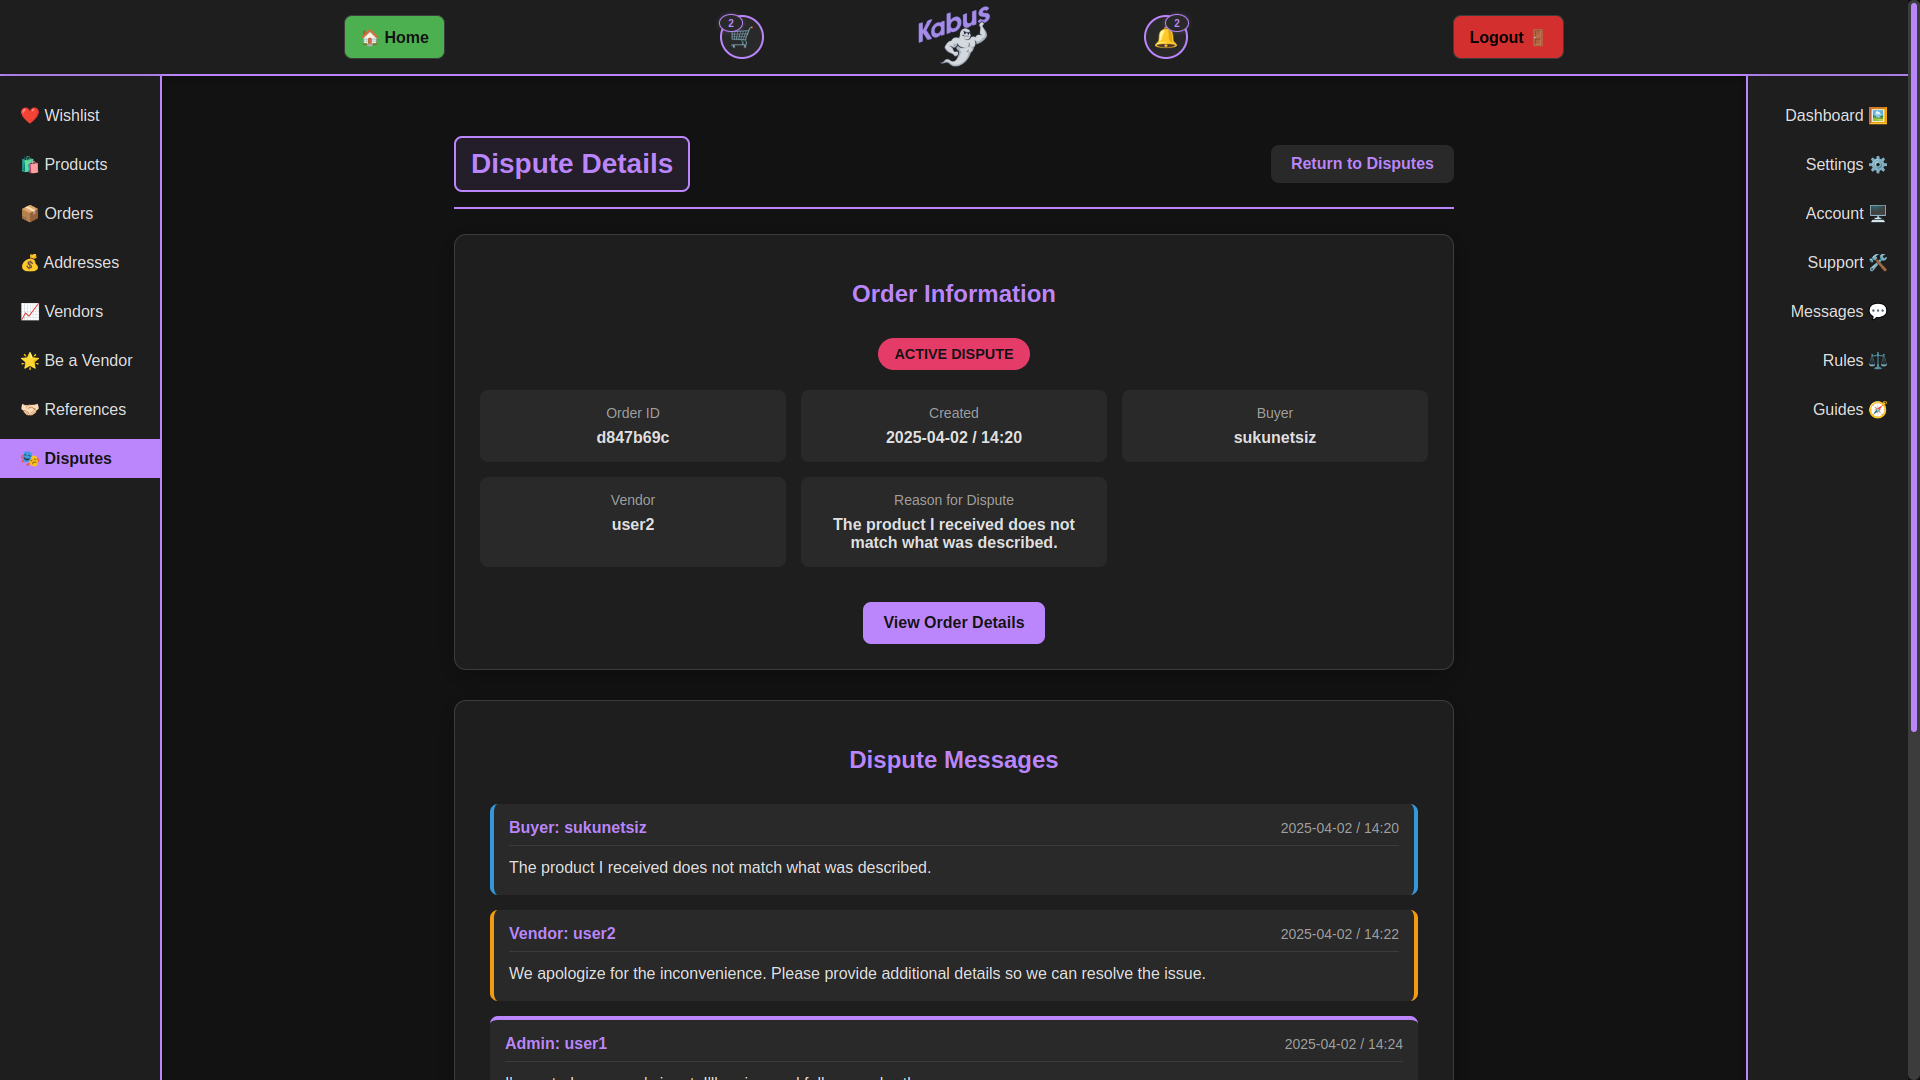 🏠 Home
2
Kabus
2
Logout
Wishlist
Products
Orders
Addresses
Vendors
Be a Vendor
References
Disputes
Dispute Details
Return to Disputes
Order Information
ACTIVE DISPUTE
Order ID
d847b69c
Created
2025-04-02 / 14:20
Buyer
sukunetsiz
Vendor
user2
Reason for Dispute
The product I received does not
match what was described.
View Order Details
Dispute Messages
Buyer: sukunetsiz
2025-04-02 / 14:20
The product I received does not match what was described.
Vendor: user2
2025-04-02 / 14:22
We apologize for the inconvenience. Please provide additional details so we can resolve the issue.
Admin: user1
2025-04-02 / 14:24
Dashboard
Settings
Account
Support
Messages
Rules
Guides